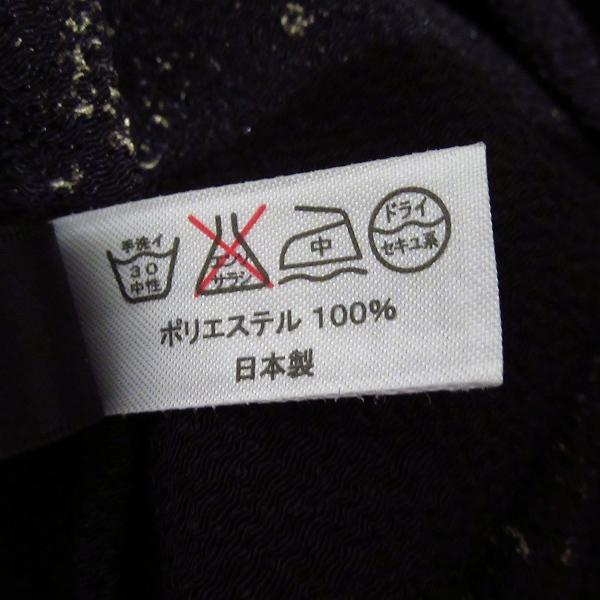 手洗イ
30
中性
エンソ
サラシ
中
ドライ
セキユ系
ポリエステル 100%
日本製